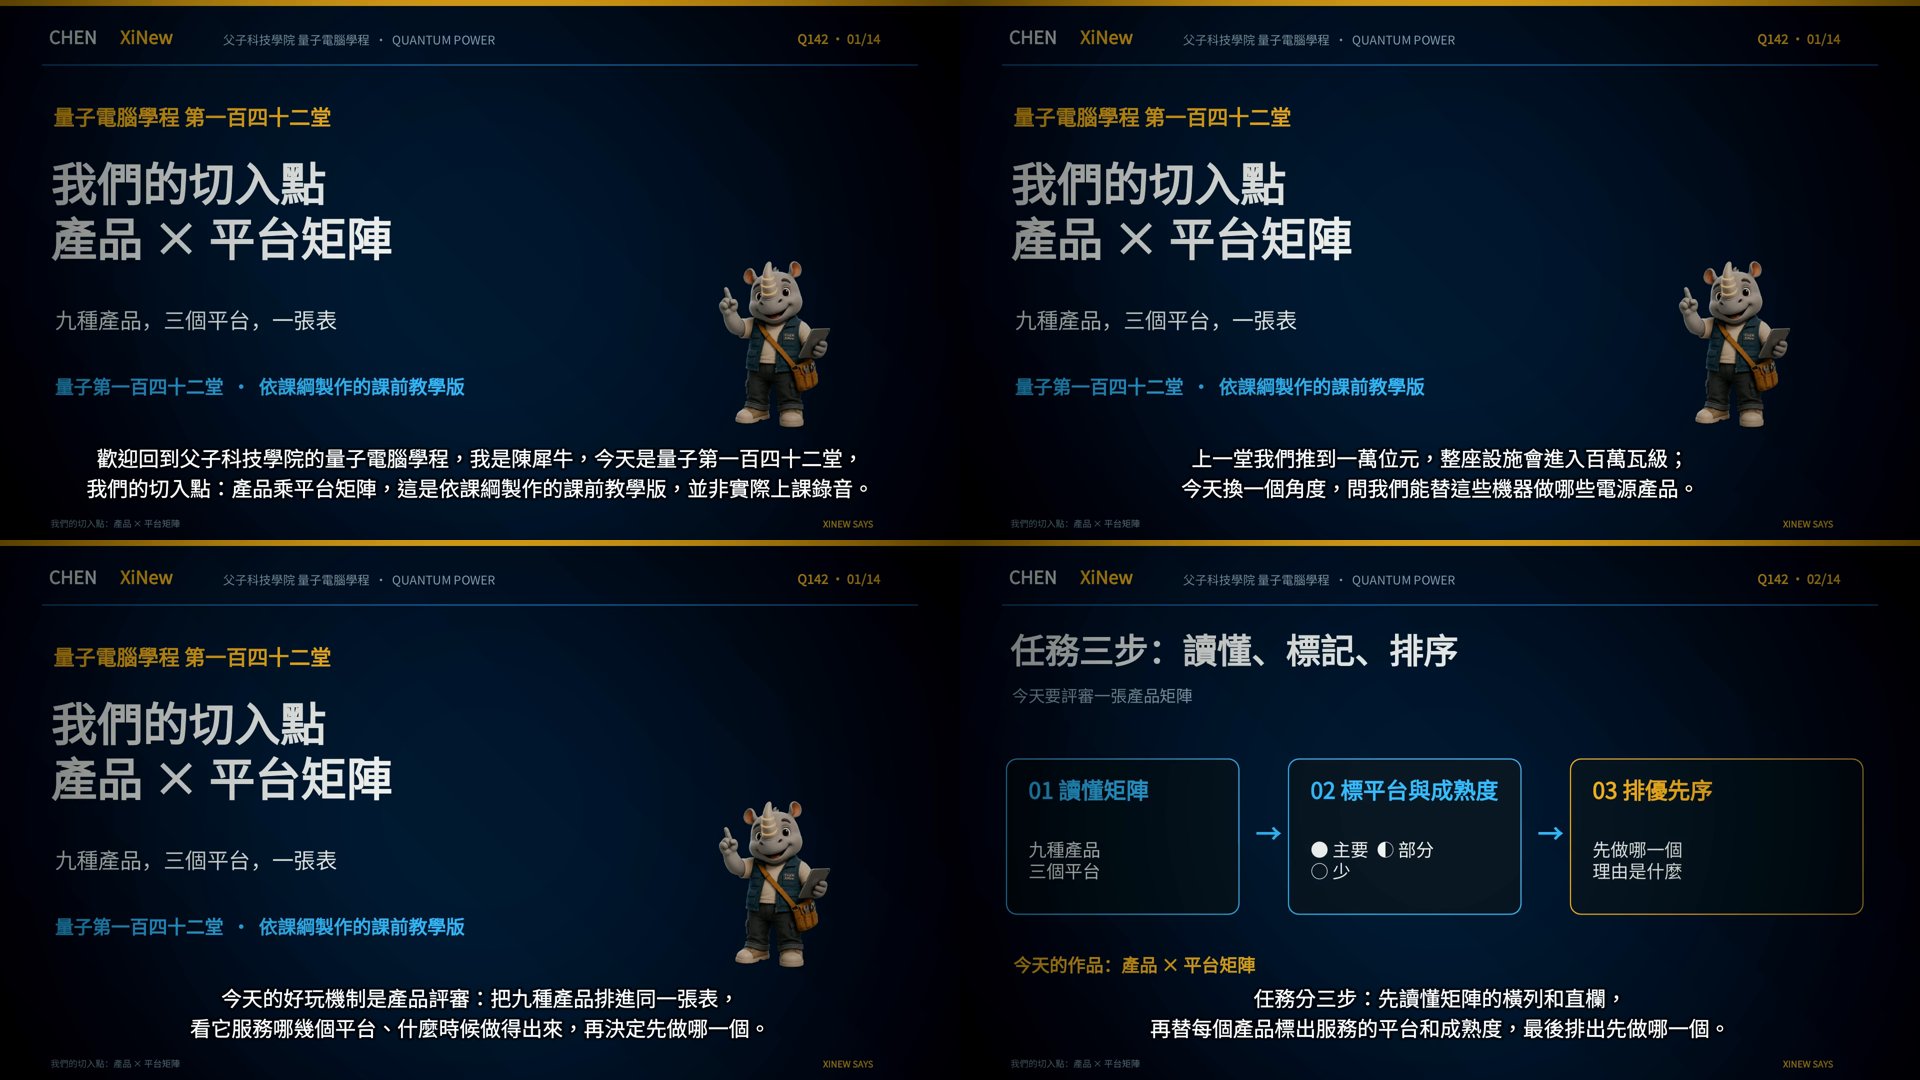 CHEN XiNew 父子科技學院 量子電腦學程 · QUANTUM POWER Q142 · 01/14
量子電腦學程 第一百四十二堂
我們的切入點
產品 × 平台矩陣
九種產品，三個平台，一張表
量子第一百四十二堂 · 依課綱製作的課前教學版
歡迎回到父子科技學院的量子電腦學程，我是陳犀牛，今天是量子第一百四十二堂，
我們的切入點：產品乘平台矩陣，這是依課綱製作的課前教學版，並非實際上課錄音。
我們的切入點：產品 × 平台矩陣 XINEW SAYS
CHEN XiNew 父子科技學院 量子電腦學程 · QUANTUM POWER Q142 · 01/14
量子電腦學程 第一百四十二堂
我們的切入點
產品 × 平台矩陣
九種產品，三個平台，一張表
量子第一百四十二堂 · 依課綱製作的課前教學版
上一堂我們推到一萬位元，整座設施會進入百萬瓦級；
今天換一個角度，問我們能替這些機器做哪些電源產品。
我們的切入點：產品 × 平台矩陣 XINEW SAYS
CHEN XiNew 父子科技學院 量子電腦學程 · QUANTUM POWER Q142 · 01/14
量子電腦學程 第一百四十二堂
我們的切入點
產品 × 平台矩陣
九種產品，三個平台，一張表
量子第一百四十二堂 · 依課綱製作的課前教學版
今天的好玩機制是產品評審：把九種產品排進同一張表，
看它服務哪幾個平台、什麼時候做得出來，再決定先做哪一個。
我們的切入點：產品 × 平台矩陣 XINEW SAYS
CHEN XiNew 父子科技學院 量子電腦學程 · QUANTUM POWER Q142 · 02/14
任務三步：讀懂、標記、排序
今天要評審一張產品矩陣
01 讀懂矩陣
九種產品
三個平台
→
02 標平台與成熟度
● 主要 ◐ 部分
○ 少
→
03 排優先序
先做哪一個
理由是什麼
今天的作品：產品 × 平台矩陣
任務分三步：先讀懂矩陣的橫列和直欄，
再替每個產品標出服務的平台和成熟度，最後排出先做哪一個。
我們的切入點：產品 × 平台矩陣 XINEW SAYS